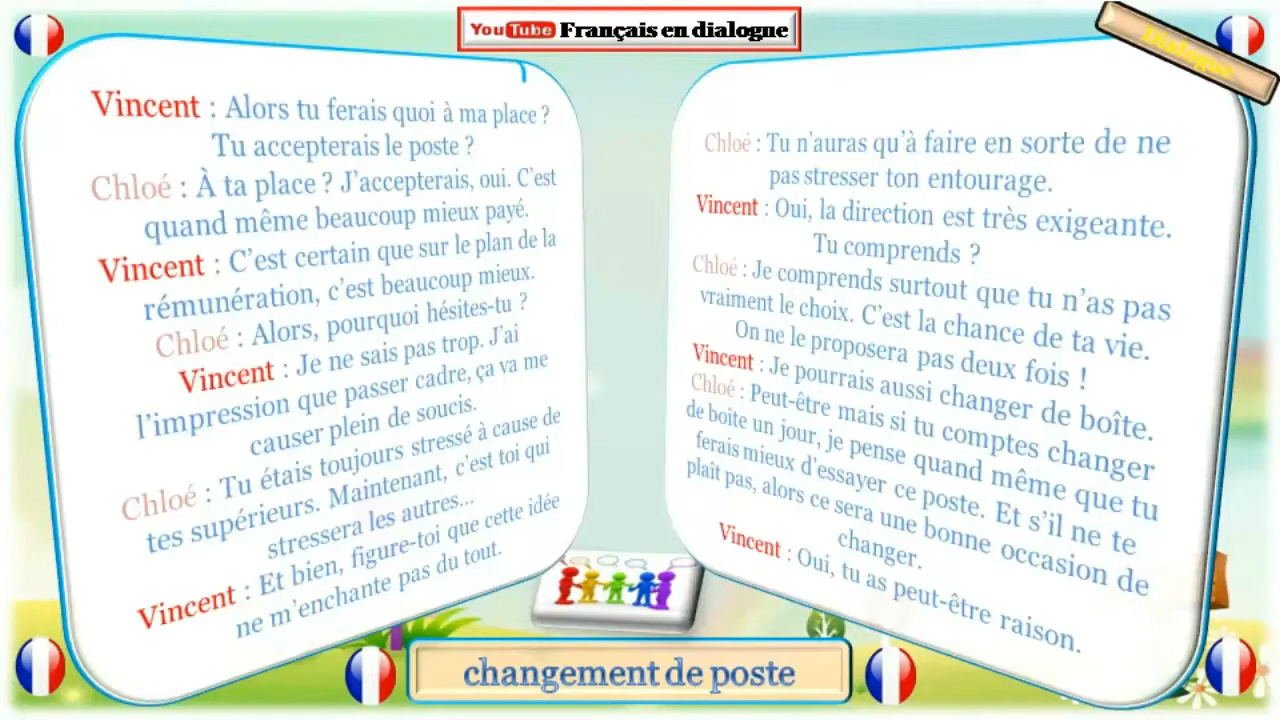 YouTube Français en dialogue
Dialogue
Vincent : Alors tu ferais quoi à ma place ?
Tu accepterais le poste ?
Chloé : À ta place ? J'accepterais, oui. C'est
quand même beaucoup mieux payé.
Vincent : C'est certain que sur le plan de la
rémunération, c'est beaucoup mieux.
Chloé : Alors, pourquoi hésites-tu ?
Vincent : Je ne sais pas trop. J'ai
l'impression que passer cadre, ça va me
causer plein de soucis.
Chloé : Tu étais toujours stressé à cause de
tes supérieurs. Maintenant, c'est toi qui
stressera les autres...
Vincent : Et bien, figure-toi que cette idée
ne m'enchante pas du tout.
Chloé : Tu n'auras qu'à faire en sorte de ne
pas stresser ton entourage.
Vincent : Oui, la direction est très exigeante.
Tu comprends ?
Chloé : Je comprends surtout que tu n'as pas
vraiment le choix. C'est la chance de ta vie.
On ne le proposera pas deux fois !
Vincent : Je pourrais aussi changer de boîte.
Chloé : Peut-être mais si tu comptes changer
de boîte un jour, je pense quand même que tu
ferais mieux d'essayer ce poste. Et s'il ne te
plaît pas, alors ce sera une bonne occasion de
changer.
Vincent : Oui, tu as peut-être raison.
changement de poste